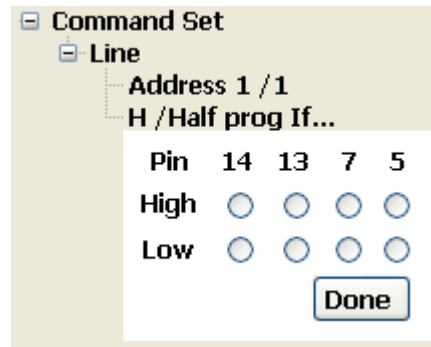 Command Set
Line
Address 1 /1
H /Half prog If...
Pin 14 13 7 5
High
Low
Done